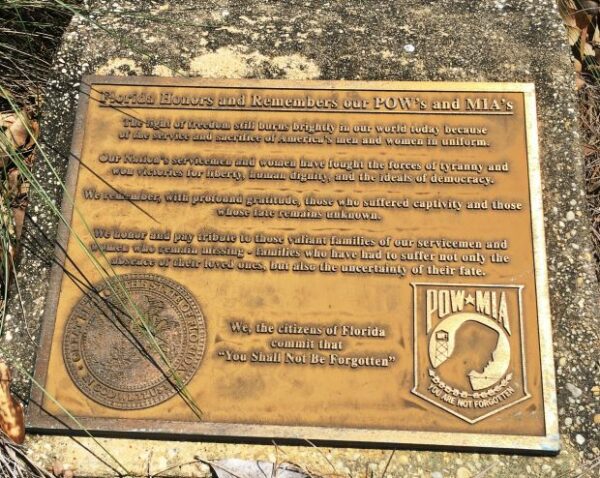 Florida Honors and Remembers our POW's and MIA's
The light of freedom still burns brightly in our world today because
of the service and sacrifice of America's men and women in uniform.
Our Nation's servicemen and women have fought the forces of tyranny and
won victories for liberty, human dignity, and the ideals of democracy.
We remember, with profound gratitude, those who suffered captivity and those
whose fate remains unknown.
We honor and pay tribute to those valiant families of our servicemen and
women who remain missing - families who have had to suffer not only the
absence of their loved ones, but also the uncertainty of their fate.
We, the citizens of Florida
commit that
"You Shall Not Be Forgotten"
POW★MIA
YOU ARE NOT FORGOTTEN